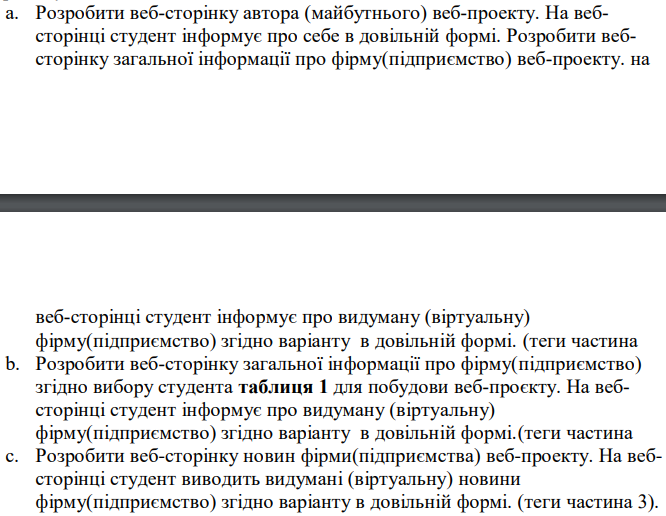 a. Розробити веб-сторінку автора (майбутнього) веб-проекту. На веб-
сторінці студент інформує про себе в довільній формі. Розробити веб-
сторінку загальної інформації про фірму(підприємство) веб-проекту. на
веб-сторінці студент інформує про видуману (віртуальну)
фірму(підприємство) згідно варіанту в довільній формі. (теги частина
b. Розробити веб-сторінку загальної інформації про фірму(підприємство)
згідно вибору студента таблиця 1 для побудови веб-проєкту. На веб-
сторінці студент інформує про видуману (віртуальну)
фірму(підприємство) згідно варіанту в довільній формі.(теги частина
c. Розробити веб-сторінку новин фірми(підприємства) веб-проекту. На веб-
сторінці студент виводить видумані (віртуальну) новини
фірму(підприємство) згідно варіанту в довільній формі. (теги частина 3).